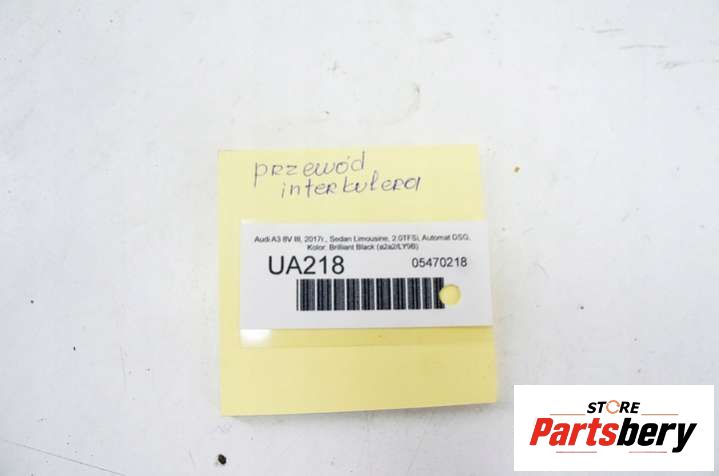 przewód
interkulera
Audi A3 8V III, 2017r., Sedan Limousine, 2.0TFSi, Automat DSG,
Kolor: Brilliant Black (a2a2/LY9B)
UA218
05470218
STORE
Partsbery